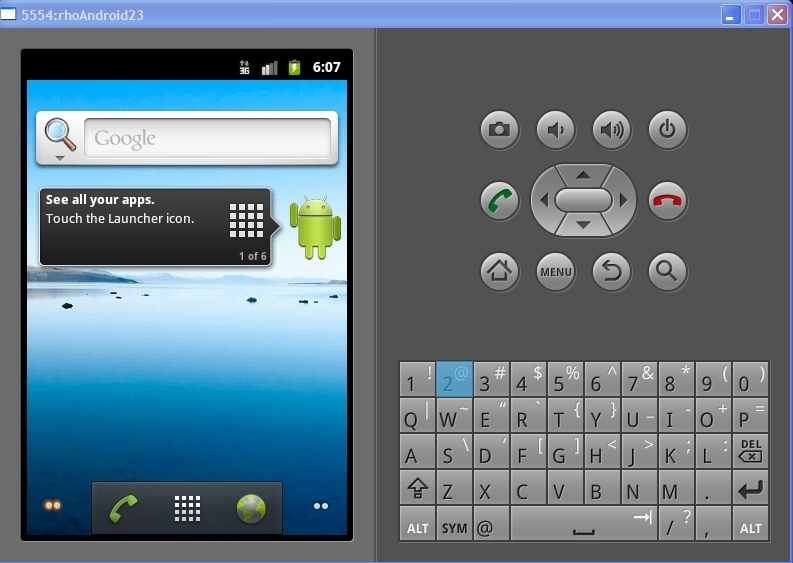 5554:rhoAndroid23
3G 6:07
Google
See all your apps.
Touch the Launcher icon.
1 of 6
MENU
1 ! 2 @ 3 # 4 $ 5 % 6 ^ 7 & 8 * 9 ( 0 )
Q | W ~ E “ R ` T { Y } U _ I - O + P =
A S \ D ‘ F [ G ] H < J > K ; L : DEL
Z X C V B N M .
ALT SYM @ / ? , ALT